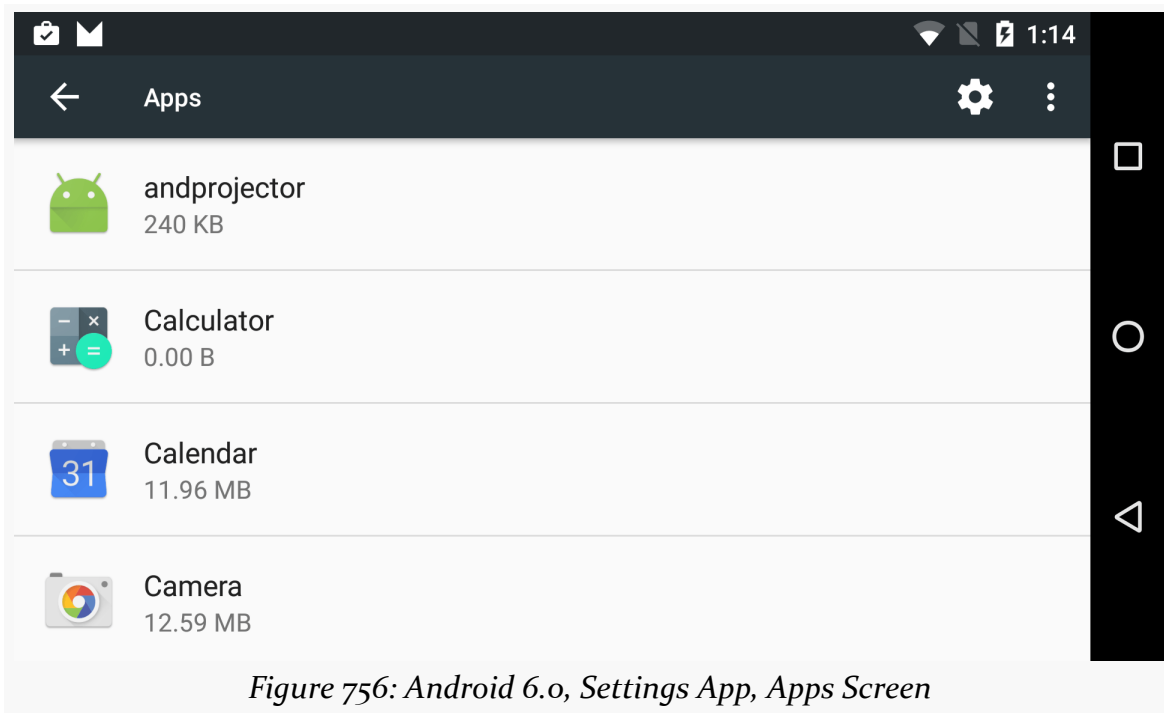 1:14
Apps
andprojector
240 KB
Calculator
0.00 B
31
Calendar
11.96 MB
Camera
12.59 MB
Figure 756: Android 6.0, Settings App, Apps Screen